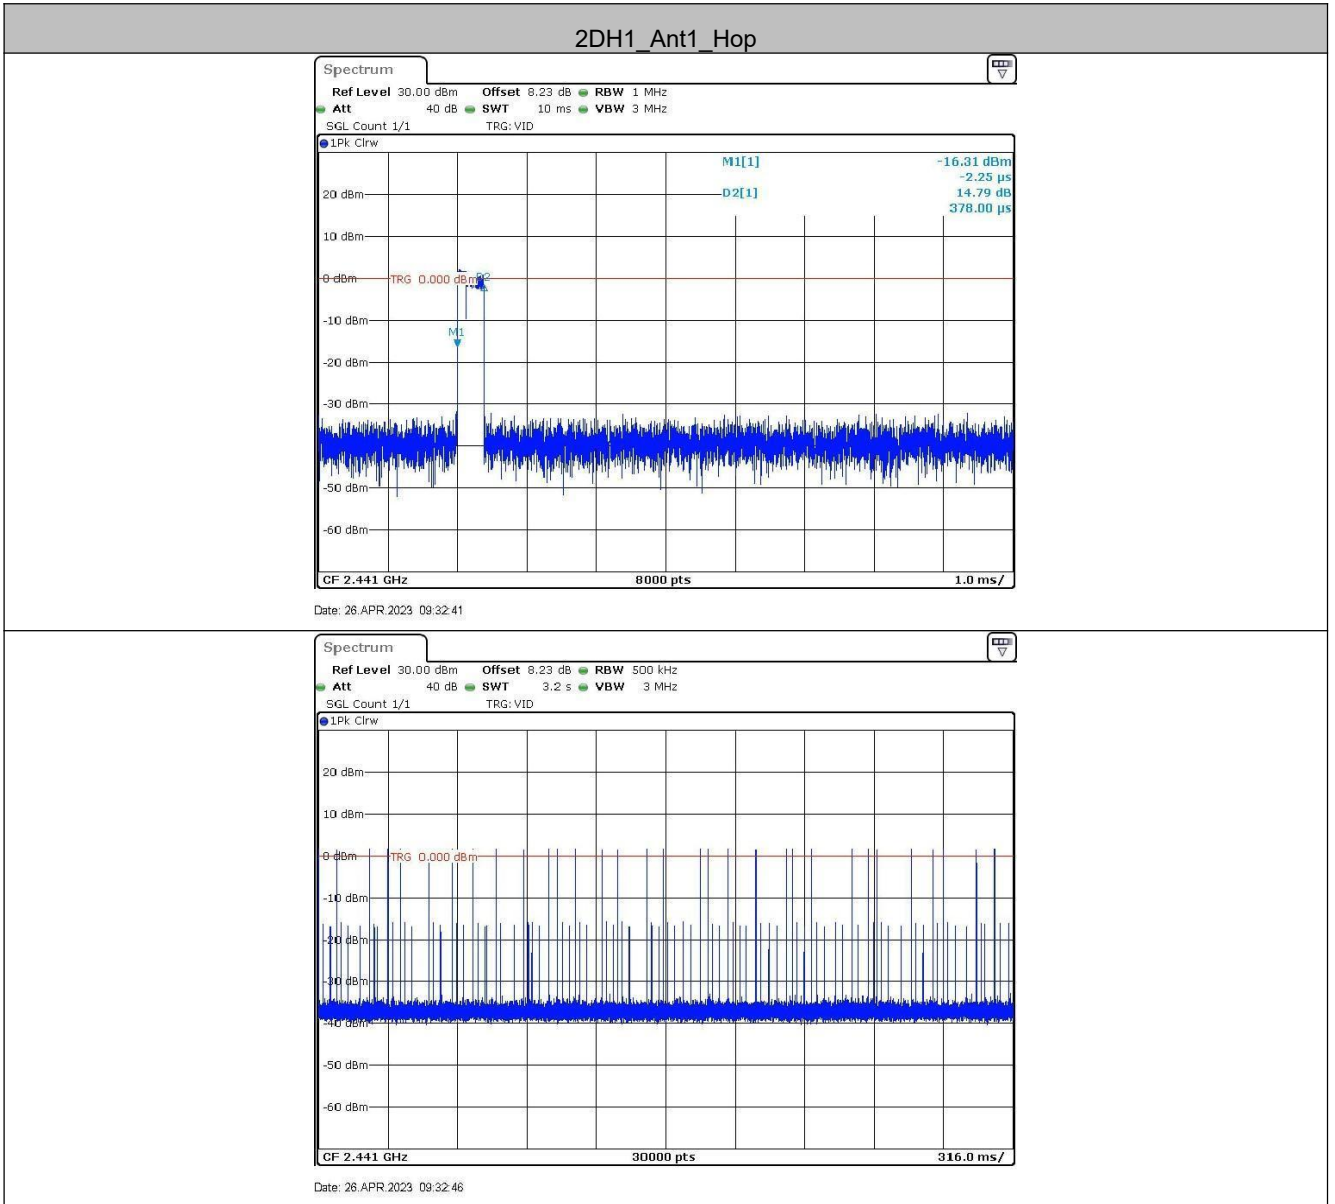 2DH1_Ant1_Hop
Spectrum
Ref Level 30.00 dBm Offset 8.23 dB RBW 1 MHz
Att 40 dB SWT 10 ms VBW 3 MHz
SGL Count 1/1 TRG: VID
1Pk Clrw
M1[1] -16.31 dBm
-2.25 µs
20 dBm D2[1] 14.79 dB
378.00 µs
10 dBm
0 dBm TRG 0.000 dBm D2
-10 dBm
M1
-20 dBm
-30 dBm
-50 dBm
-60 dBm
CF 2.441 GHz 8000 pts 1.0 ms/
Date: 26.APR.2023 09:32:41
Spectrum
Ref Level 30.00 dBm Offset 8.23 dB RBW 500 kHz
Att 40 dB SWT 3.2 s VBW 3 MHz
SGL Count 1/1 TRG: VID
1Pk Clrw
20 dBm
10 dBm
0 dBm TRG 0.000 dBm
-10 dBm
-20 dBm
-30 dBm
-40 dBm
-50 dBm
-60 dBm
CF 2.441 GHz 30000 pts 316.0 ms/
Date: 26.APR.2023 09:32:46